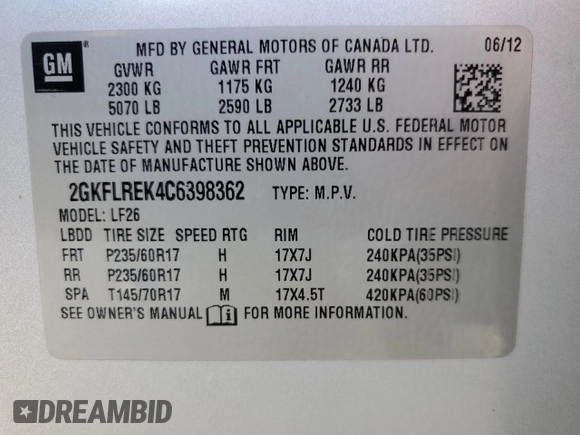 GM ® MFD BY GENERAL MOTORS OF CANADA LTD. 06/12
GVWR GAWR FRT GAWR RR
2300 KG 1175 KG 1240 KG
5070 LB 2590 LB 2733 LB
THIS VEHICLE CONFORMS TO ALL APPLICABLE U.S. FEDERAL MOTOR
VEHICLE SAFETY AND THEFT PREVENTION STANDARDS IN EFFECT ON
THE DATE OF MANUFACTURE SHOWN ABOVE.
2GKFLREK4C6398362 TYPE: M.P.V.
MODEL: LF26
LBDD TIRE SIZE SPEED RTG RIM COLD TIRE PRESSURE
FRT P235/60R17 H 17X7J 240KPA(35PSI)
RR P235/60R17 H 17X7J 240KPA(35PSI)
SPA T145/70R17 M 17X4.5T 420KPA(60PSI)
SEE OWNER'S MANUAL i FOR MORE INFORMATION.
DREAMBID